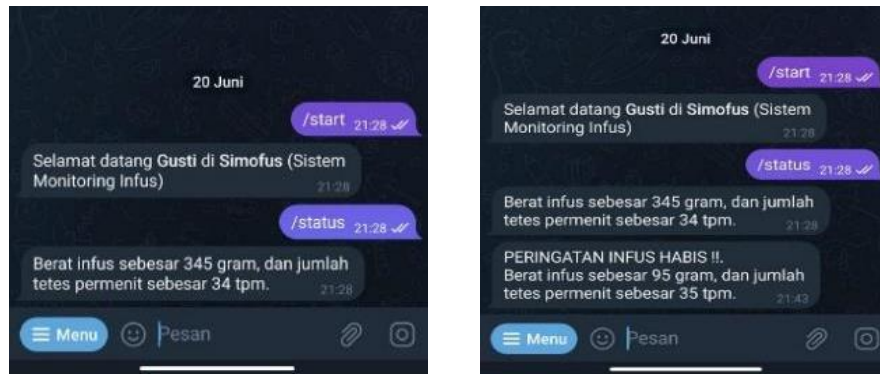 20 Juni
/start 21:28
Selamat datang Gusti di Simofus (Sistem
Monitoring Infus)
21:28
/status 21:28
Berat infus sebesar 345 gram, dan jumlah
tetes permenit sebesar 34 tpm.
21:28
Menu
Pesan
20 Juni
/start 21:28
Selamat datang Gusti di Simofus (Sistem
Monitoring Infus)
21:28
/status 21:28
Berat infus sebesar 345 gram, dan jumlah
tetes permenit sebesar 34 tpm.
21:28
PERINGATAN INFUS HABIS !!.
Berat infus sebesar 95 gram, dan jumlah
tetes permenit sebesar 35 tpm.
21:43
Menu
Pesan